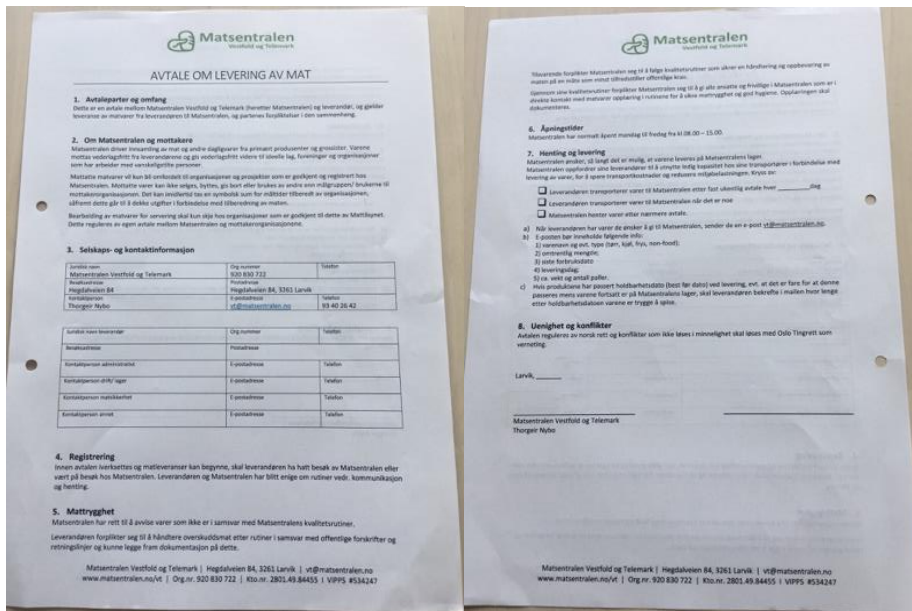 Matsentralen
Vestfold og Telemark
AVTALE OM LEVERING AV MAT
1. Avtaleparter og omfang
Dette er en avtale mellom Matsentralen Vestfold og Telemark (heretter Matsentralen) og leverandør, og gjelder
leveranse av matvarer fra leverandøren til Matsentralen, og partenes forpliktelser i den sammenheng.
2. Om Matsentralen og mottakere
Matsentralen driver innsamling av mat og andre dagligvarer fra primært produsenter og grossister. Varene
mottas vederlagsfritt fra leverandørene og gis vederlagsfritt videre til ideelle lag, foreninger og organisasjoner
som har arbeider med vanskeligstilte personer.
Mottatte matvarer vil kun bli omfordelt til organisasjoner og prosjekter som er godkjent og registrert hos
Matsentralen. Mottatte varer kan ikke selges, byttes, gis bort eller brukes av andre enn målgruppen/ brukerne til
mottakerorganisasjonen. Det kan imidlertid tas en symbolsk sum for måltider tilberedt av organisasjonen,
såfremt dette går til å dekke utgifter i forbindelse med tilberedning av maten.
Bearbeiding av matvarer for servering kun skje hos organisasjoner som er godkjent til dette av Mattilsynet.
Dette reguleres av egen avtale mellom Matsentralen og mottakerorganisasjonene.
3. Selskaps- og kontaktinformasjon
Juridisk navn Org nummer Telefon
Matsentralen Vestfold og Telemark 920 830 722
Besøksadresse Postadresse
Hegdalveien 84 Hegdalveien 84, 3261 Larvik
Kontaktperson E-postadresse Telefon
Thorgeir Nybo vt@matsentralen.no 93 40 26 42
Juridisk navn leverandør Org nummer Telefon
Besøksadresse Postadresse
Kontaktperson administrativt E-postadresse Telefon
Kontaktperson drift/ lager E-postadresse Telefon
Kontaktperson matsikkerhet E-postadresse Telefon
Kontaktperson annet E-postadresse Telefon
4. Registrering
Innen avtalen iverksettes og matleveranser kan begynne, skal leverandøren ha hatt besøk av Matsentralen eller
vært på besøk hos Matsentralen. Leverandøren og Matsentralen har blitt enige om rutiner vedr. kommunikasjon
og henting.
5. Mattrygghet
Matsentralen har rett til å avvise varer som ikke er i samsvar med Matsentralens kvalitetsrutiner.
Leverandøren forplikter seg til å håndtere overskuddsmat etter rutiner i samsvar med offentlige forskrifter og
retningslinjer og kunne legge fram dokumentasjon på dette.
Matsentralen Vestfold og Telemark | Hegdalveien 84, 3261 Larvik | vt@matsentralen.no
www.matsentralen.no/vt | Org.nr. 920 830 722 | Kto.nr. 2801.49.84455 | VIPPS #534247
Matsentralen
Vestfold og Telemark
Tilsvarende forplikter Matsentralen seg til å følge kvalitetsrutiner som sikrer en håndtering og oppbevaring av
maten på en måte som minst tilfredsstiller offentlige krav.
Gjennom sine kvalitetsrutiner forplikter Matsentralen seg til å gi alle ansatte og frivillige i Matsentralen som er i
direkte kontakt med matvarer opplæring i rutinene for å sikre mattrygghet og god hygiene. Opplæringen skal
dokumenteres.
6. Åpningstider
Matsentralen har normalt åpent mandag til fredag fra kl 08.00 – 15.00.
7. Henting og levering
Matsentralen ønsker, så langt det er mulig, at varene leveres på Matsentralens lager.
Matsentralen oppfordrer sine leverandører til å utnytte ledig kapasitet hos sine transportører i forbindelse med
levering av varer, for å spare transportkostnader og redusere miljøbelastningen. Kryss av:
Leverandøren transporterer varer til Matsentralen etter fast ukentlig avtale hver ________dag
Leverandøren transporterer varer til Matsentralen når det er noe
Matsentralen henter varer etter nærmere avtale.
a) Når leverandøren har varer de ønsker å gi til Matsentralen, sender de en e-post vt@matsentralen.no.
b) E-posten bør inneholde følgende info:
1) varenavn og evt. type (tørr, kjøl, frys, non-food);
2) omtrentlig mengde;
3) siste forbruksdato
4) leveringsdag;
5) ca. vekt og antall paller.
c) Hvis produktene har passert holdbarhetsdato (best før dato) ved levering, evt. at det er fare for at denne
passeres mens varene fortsatt er på Matsentralens lager, skal leverandøren bekrefte i mailen hvor lenge
etter holdbarhetsdatoen varene er trygge å spise.
8. Uenighet og konflikter
Avtalen reguleres av norsk rett og konflikter som ikke løses i minnelighet skal løses med Oslo Tingrett som
verneting.
Larvik, ______
Matsentralen Vestfold og Telemark
Thorgeir Nybo
Matsentralen Vestfold og Telemark | Hegdalveien 84, 3261 Larvik | vt@matsentralen.no
www.matsentralen.no/vt | Org.nr. 920 830 722 | Kto.nr. 2801.49.84455 | VIPPS #534247